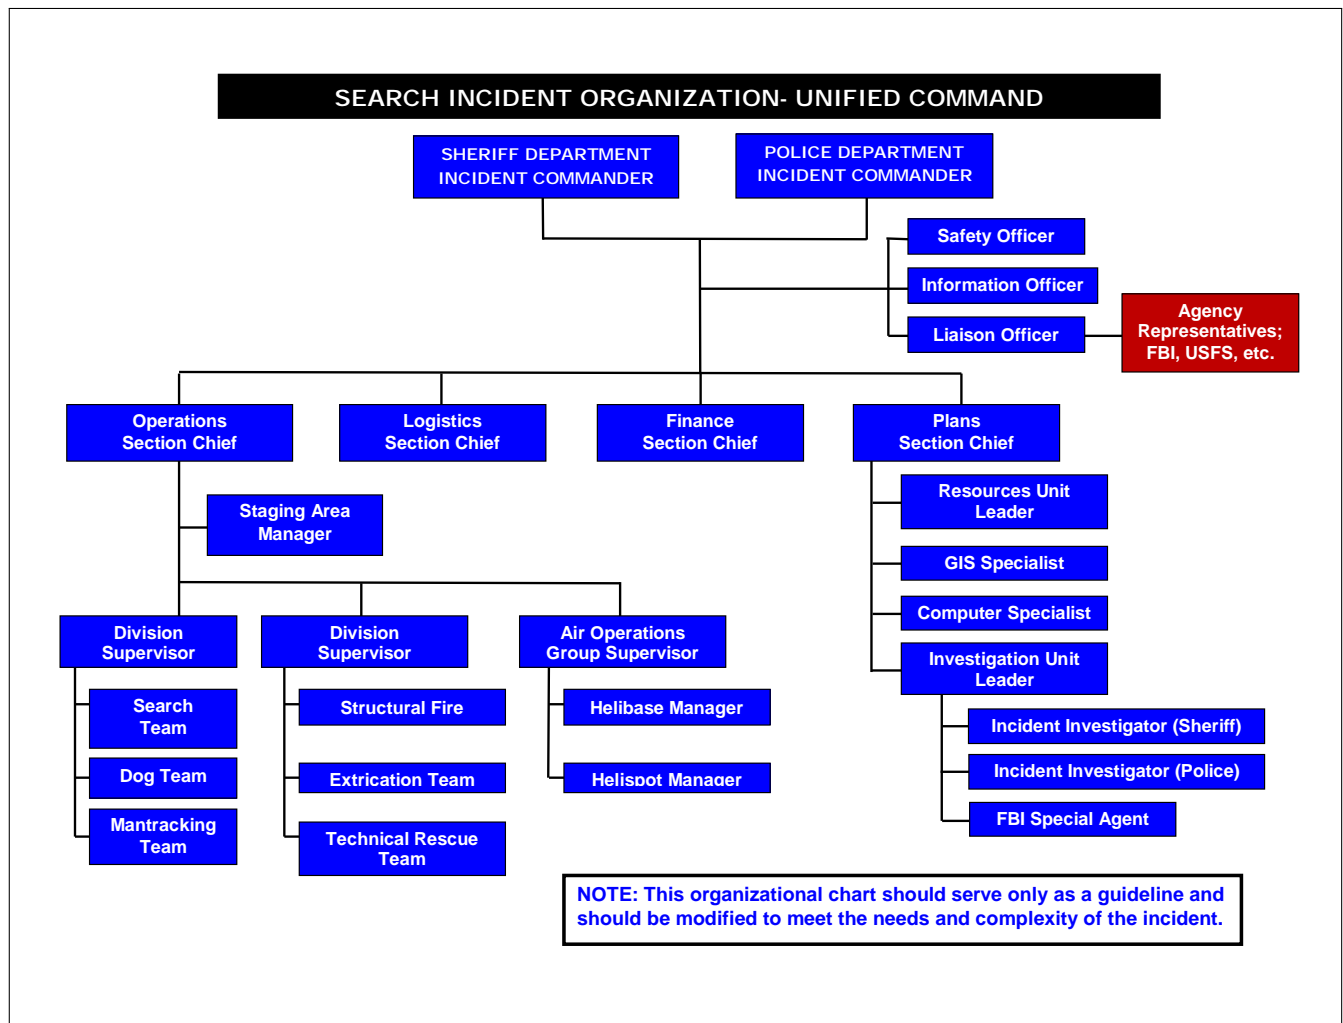 SEARCH INCIDENT ORGANIZATION- UNIFIED COMMAND
SHERIFF DEPARTMENT
INCIDENT COMMANDER
POLICE DEPARTMENT
INCIDENT COMMANDER
Safety Officer
Information Officer
Liaison Officer
Agency
Representatives;
FBI, USFS, etc.
Operations
Section Chief
Logistics
Section Chief
Finance
Section Chief
Plans
Section Chief
Staging Area
Manager
Resources Unit
Leader
GIS Specialist
Computer Specialist
Investigation Unit
Leader
Incident Investigator (Sheriff)
Incident Investigator (Police)
FBI Special Agent
Division
Supervisor
Search
Team
Dog Team
Mantracking
Team
Division
Supervisor
Structural Fire
Extrication Team
Technical Rescue
Team
Air Operations
Group Supervisor
Helibase Manager
Helispot Manager
NOTE: This organizational chart should serve only as a guideline and
should be modified to meet the needs and complexity of the incident.